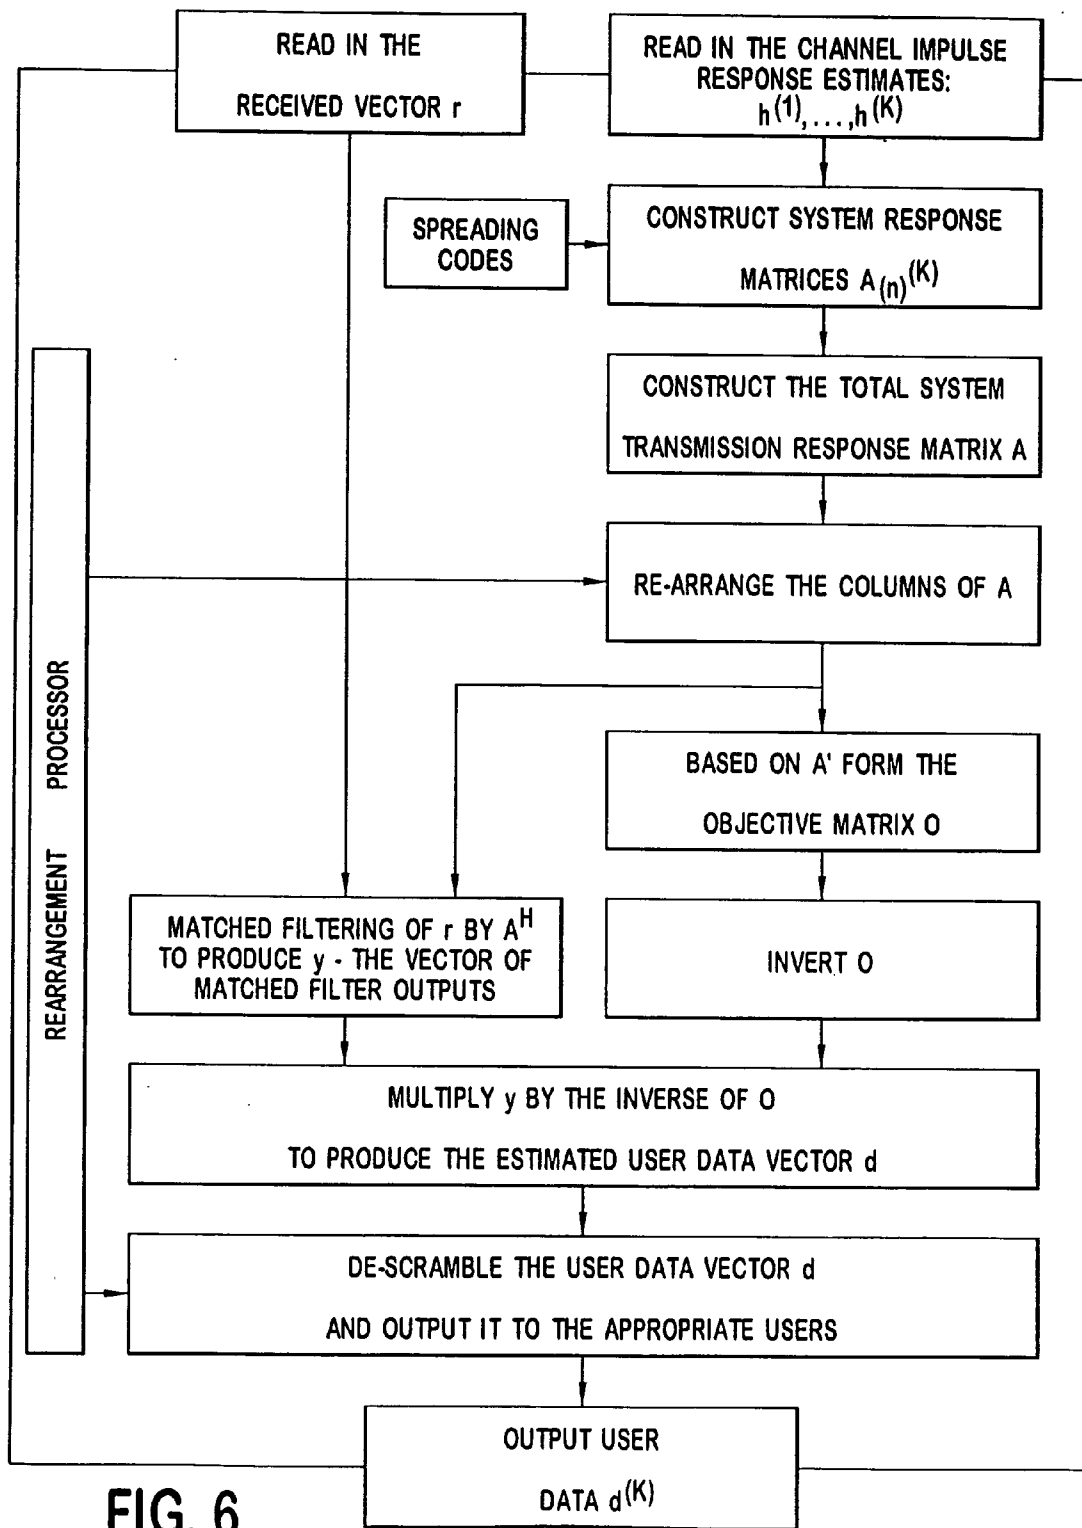 READ IN THE
RECEIVED VECTOR r
READ IN THE CHANNEL IMPULSE
RESPONSE ESTIMATES:
h(1),...,h(K)
SPREADING
CODES
CONSTRUCT SYSTEM RESPONSE
MATRICES A(n)(K)
CONSTRUCT THE TOTAL SYSTEM
TRANSMISSION RESPONSE MATRIX A
RE-ARRANGE THE COLUMNS OF A
REARRANGEMENT PROCESSOR
BASED ON A' FORM THE
OBJECTIVE MATRIX O
MATCHED FILTERING OF r BY AH
TO PRODUCE y - THE VECTOR OF
MATCHED FILTER OUTPUTS
INVERT O
MULTIPLY y BY THE INVERSE OF O
TO PRODUCE THE ESTIMATED USER DATA VECTOR d
DE-SCRAMBLE THE USER DATA VECTOR d
AND OUTPUT IT TO THE APPROPRIATE USERS
OUTPUT USER
DATA d(K)
FIG. 6